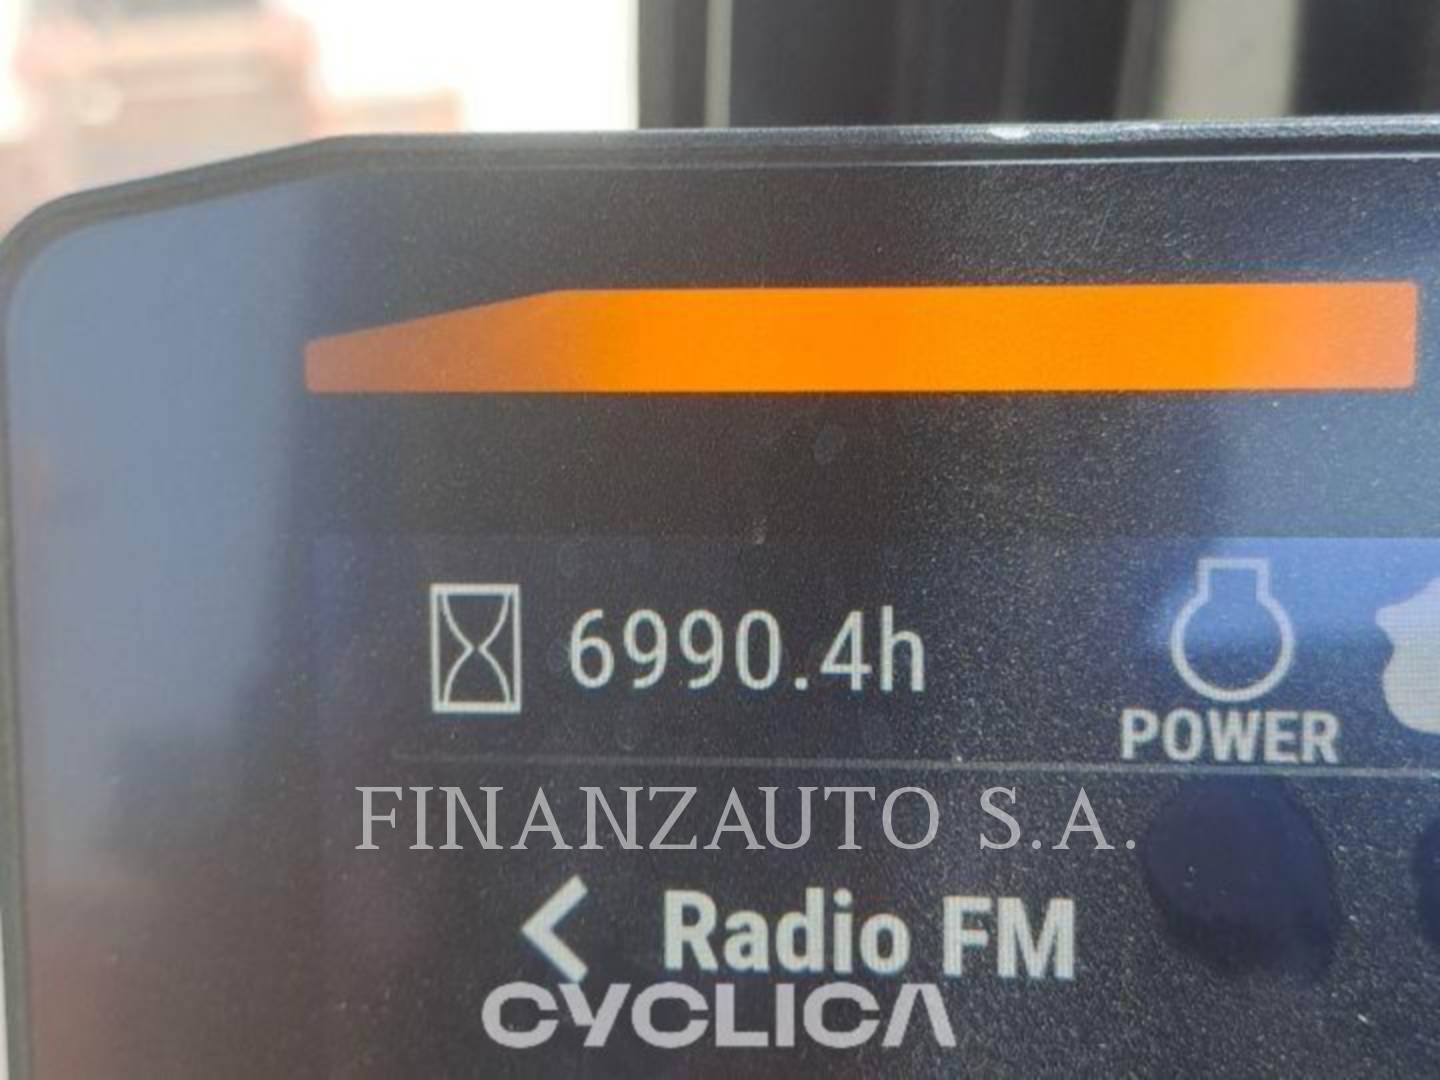 6990.4h
POWER
FINANZAUTO S.A.
Radio FM
CYCLICA